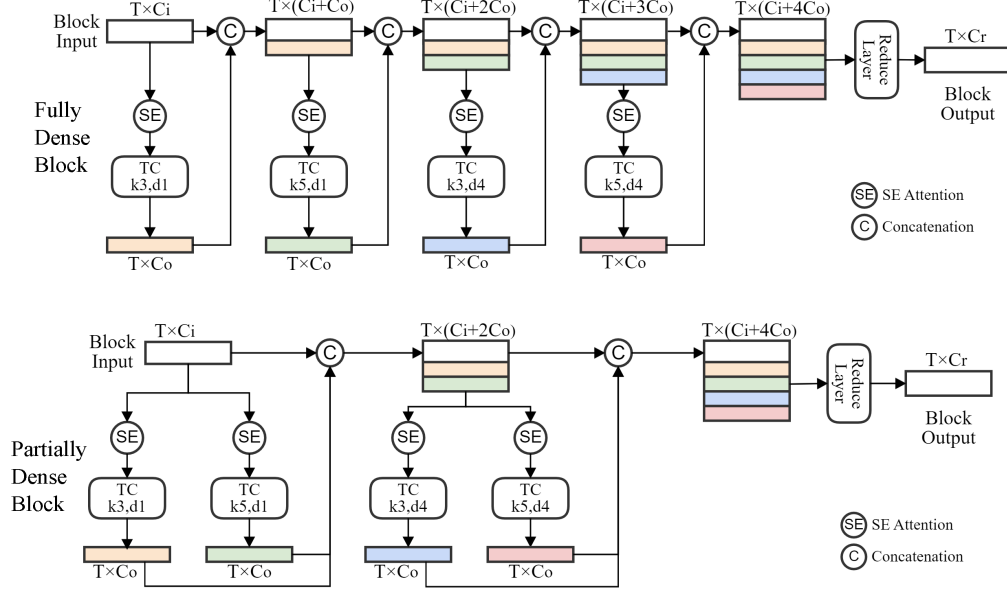 Block
Input
T×Ci
T×(Ci+Co)
T×(Ci+2Co)
T×(Ci+3Co)
T×(Ci+4Co)
C
C
C
C
Reduce
Layer
T×Cr
Block
Output
Fully
Dense
Block
SE
SE
SE
SE
TC
k3,d1
TC
k5,d1
TC
k3,d4
TC
k5,d4
T×Co
T×Co
T×Co
T×Co
SE SE Attention
C Concatenation
Block
Input
T×Ci
C
T×(Ci+2Co)
C
T×(Ci+4Co)
Reduce
Layer
T×Cr
Block
Output
Partially
Dense
Block
SE
SE
SE
SE
TC
k3,d1
TC
k5,d1
TC
k3,d4
TC
k5,d4
T×Co
T×Co
T×Co
T×Co
SE SE Attention
C Concatenation